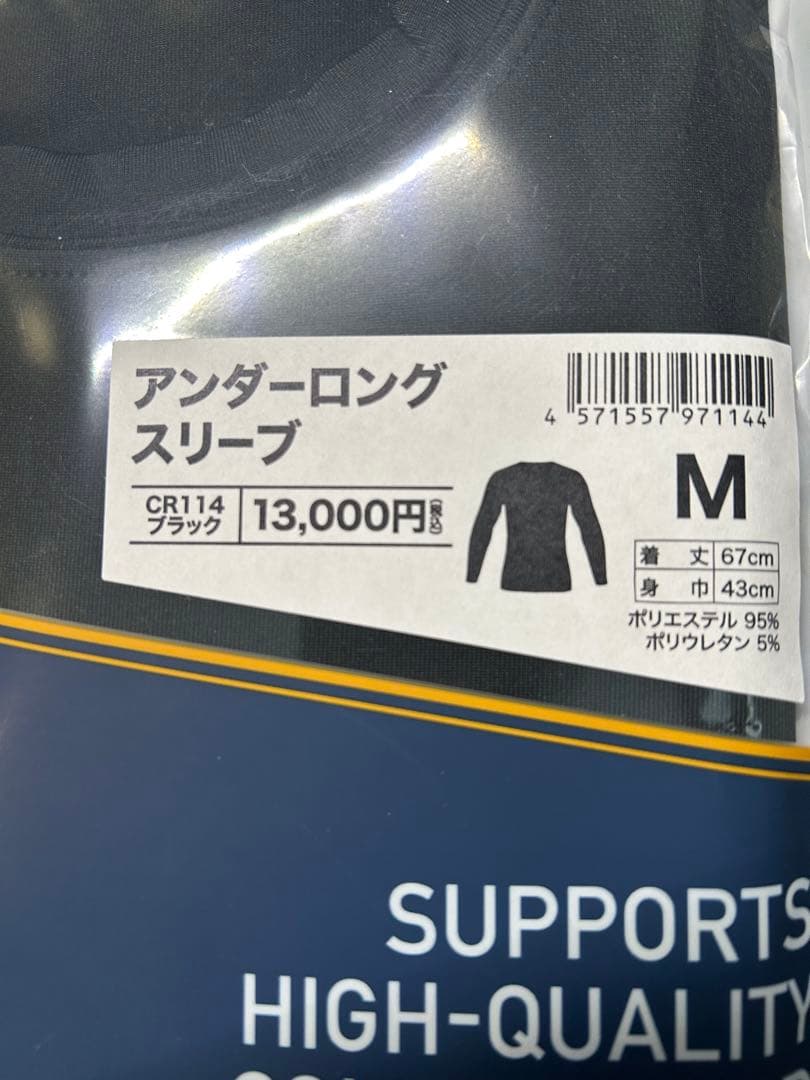 アンダーロング
スリーブ
CR114
ブラック
13,000円(税込)
4 571557 971144
M
着丈 67cm
身巾 43cm
ポリエステル 95%
ポリウレタン 5%
SUPPORTS
HIGH-QUALITY